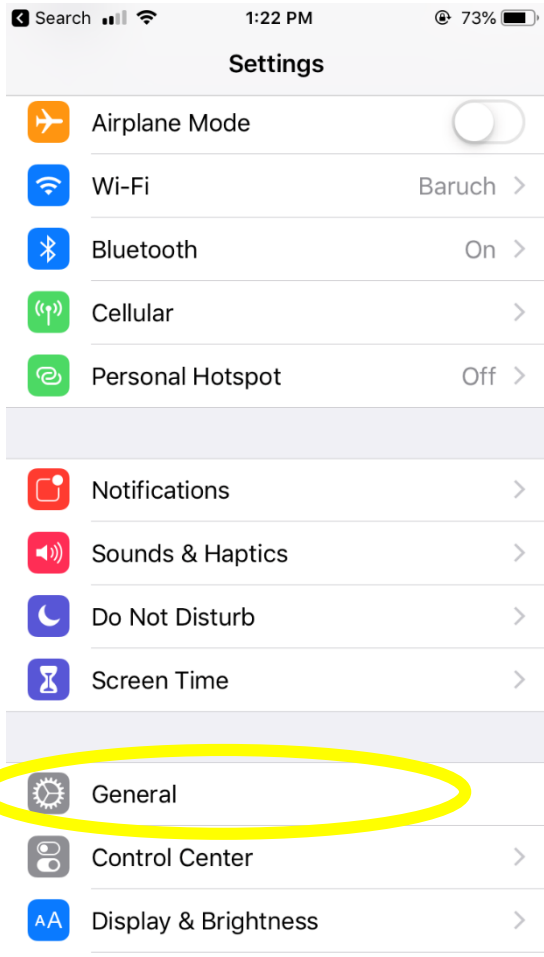 Search 1:22 PM 73%
Settings
Airplane Mode
Wi-Fi Baruch
Bluetooth On
Cellular
Personal Hotspot Off
Notifications
Sounds & Haptics
Do Not Disturb
Screen Time
General
Control Center
AA Display & Brightness